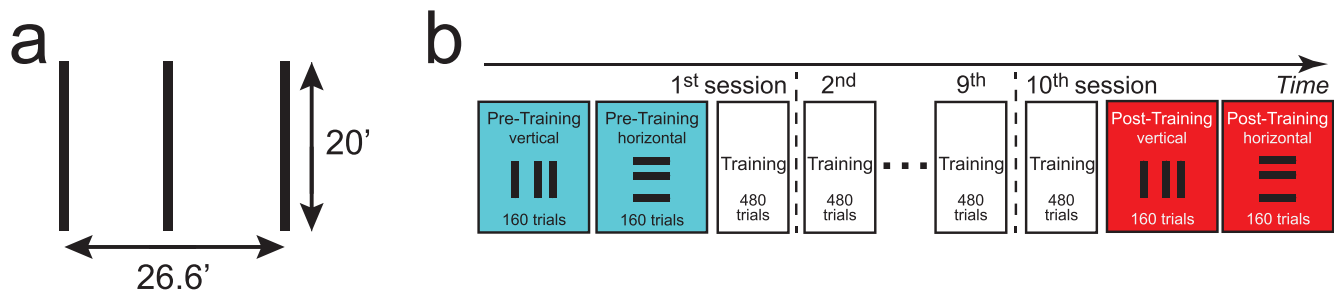 a
20’
26.6’
b
1st session
2nd
9th
10th session
Time
Pre-Training
vertical
160 trials
Pre-Training
horizontal
160 trials
Training
480
trials
Training
480
trials
...
Training
480
trials
Training
480
trials
Post-Training
vertical
160 trials
Post-Training
horizontal
160 trials